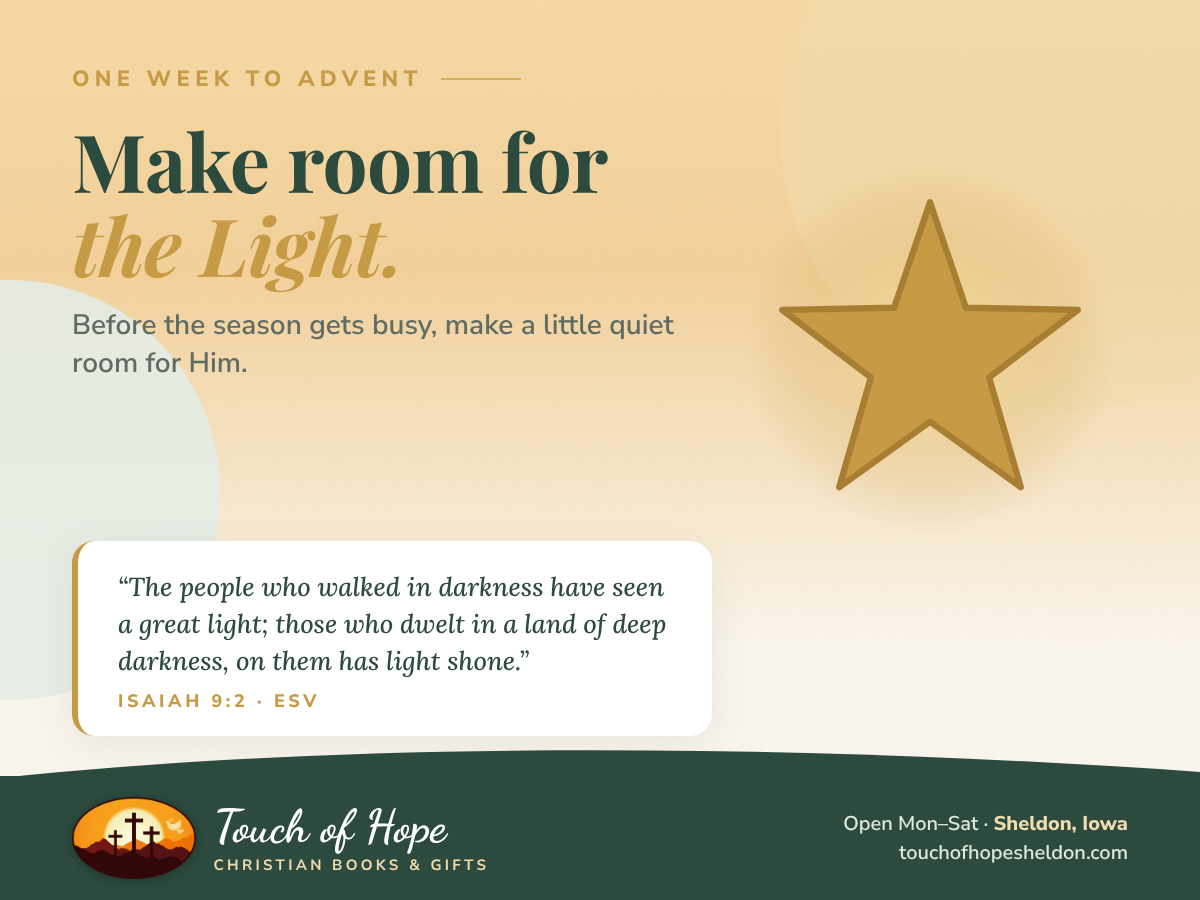 ONE WEEK TO ADVENT
Make room for
the Light.
Before the season gets busy, make a little quiet
room for Him.
“The people who walked in darkness have seen
a great light; those who dwelt in a land of deep
darkness, on them has light shone.”
ISAIAH 9:2 · ESV
Touch of Hope
CHRISTIAN BOOKS & GIFTS
Open Mon–Sat · Sheldon, Iowa
touchofhopesheldon.com